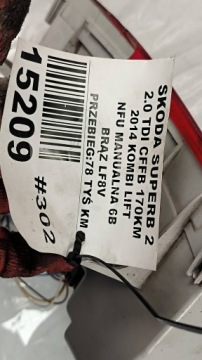 SKODA SUPERB 2
2.0 TDI CFFB 170KM
2014 KOMBI LIFT
NFU MANUALNA 6B
BRĄZ LF8V
PRZEBIEG:78 TYŚ KM
15209
#302